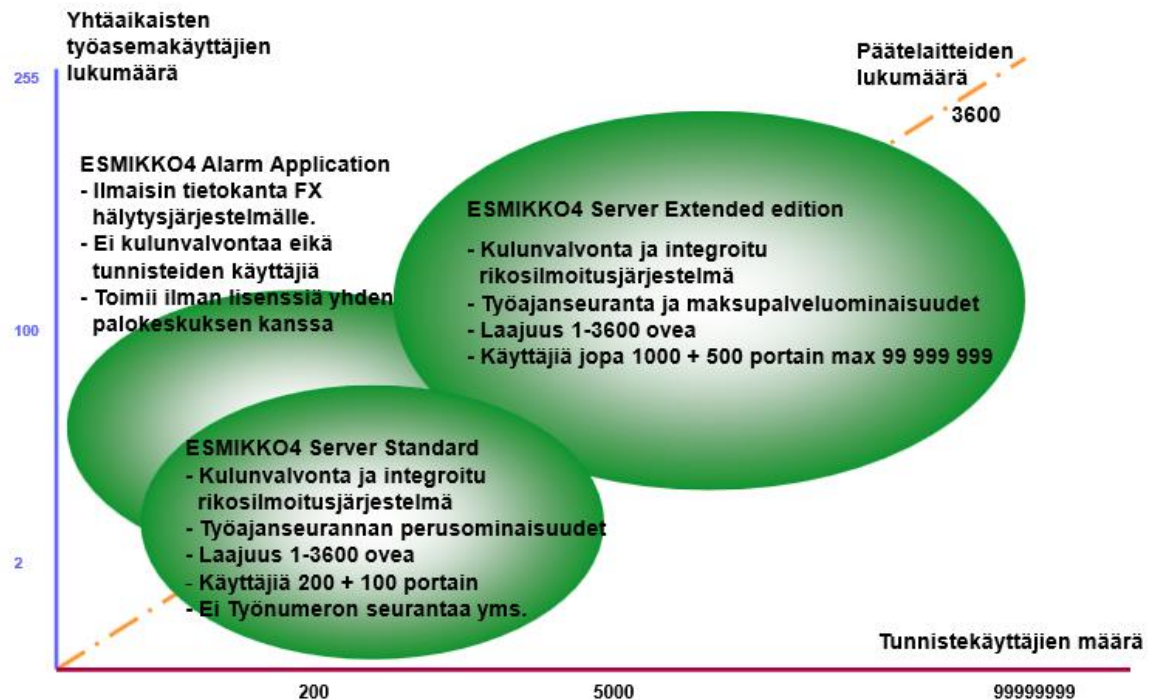 Yhtäaikaisten
työasemakäyttäjien
lukumäärä
255
Päätelaitteiden
lukumäärä
3600
ESMIKKO4 Alarm Application
- Ilmaisin tietokanta FX
hälytysjärjestelmälle.
- Ei kulunvalvontaa eikä
tunnisteiden käyttäjiä
- Toimii ilman lisenssiä yhden
palokeskuksen kanssa
ESMIKKO4 Server Extended edition
- Kulunvalvonta ja integroitu
rikosilmoitusjärjestelmä
- Työajanseuranta ja maksupalveluominaisuudet
- Laajuus 1-3600 ovea
- Käyttäjiä jopa 1000 + 500 portain max 99 999 999
100
ESMIKKO4 Server Standard
- Kulunvalvonta ja integroitu
rikosilmoitusjärjestelmä
- Työajanseurannan perusominaisuudet
- Laajuus 1-3600 ovea
- Käyttäjiä 200 + 100 portain
- Ei Työnumeron seurantaa yms.
2
Tunnistekäyttäjien määrä
200
5000
99999999